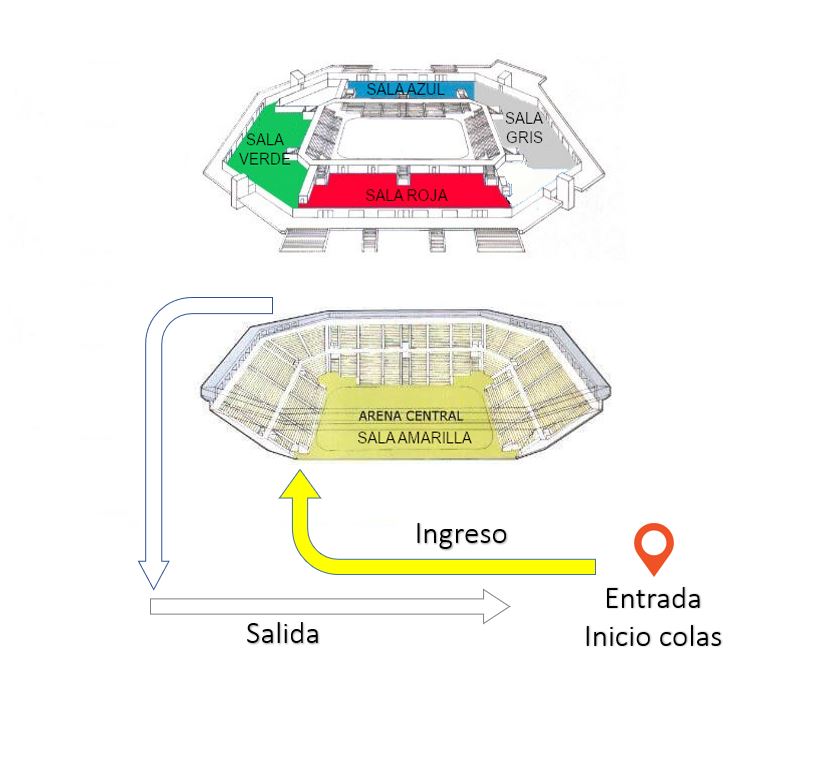 SALA AZUL
SALA
GRIS
SALA
VERDE
SALA ROJA
ARENA CENTRAL
SALA AMARILLA
Ingreso
Entrada
Inicio colas
Salida